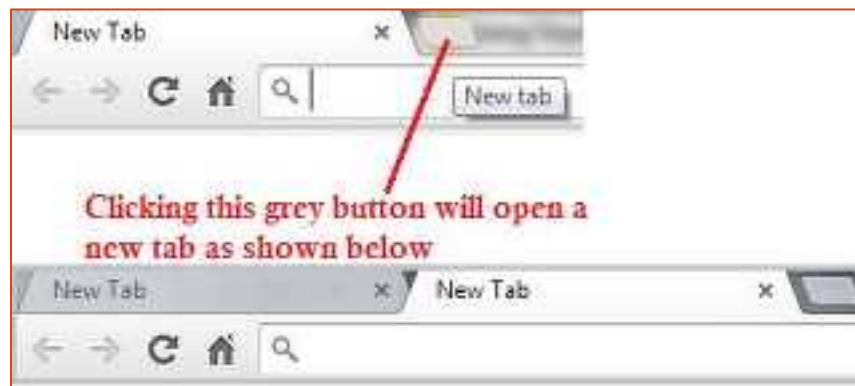 New Tab
New tab
Clicking this grey button will open a
new tab as shown below
New Tab New Tab